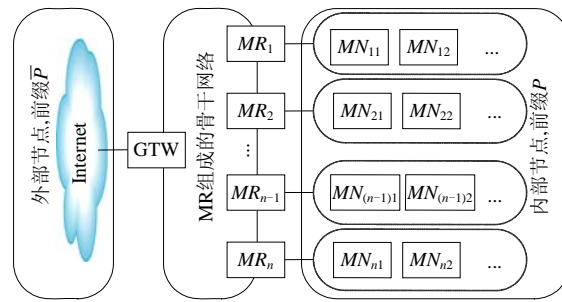 外部节点,前缀P̅
Internet
GTW
MR组成的骨干网络
MR₁
MN₁₁
MN₁₂
...
MR₂
MN₂₁
MN₂₂
...
...
MRₙ₋₁
MN₍ₙ₋₁₎₁
MN₍ₙ₋₁₎₂
...
MRₙ
MNₙ₁
MNₙ₂
...
内部节点,前缀P